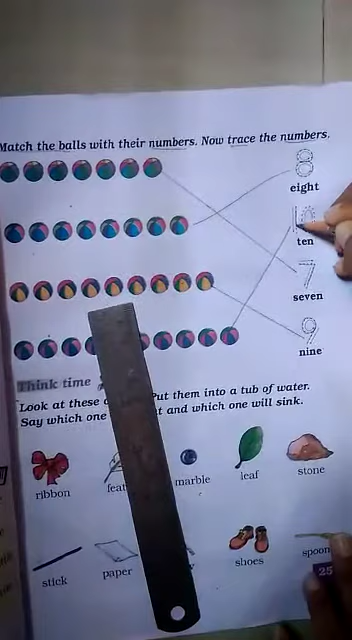 Match the balls with their numbers. Now trace the numbers.
8
eight
10
ten
7
seven
9
nine
Think time
Look at these Put them into a tub of water.
Say which one and which one will sink.
ribbon
marble
leaf
stone
stick
paper
shoes
spoon
25